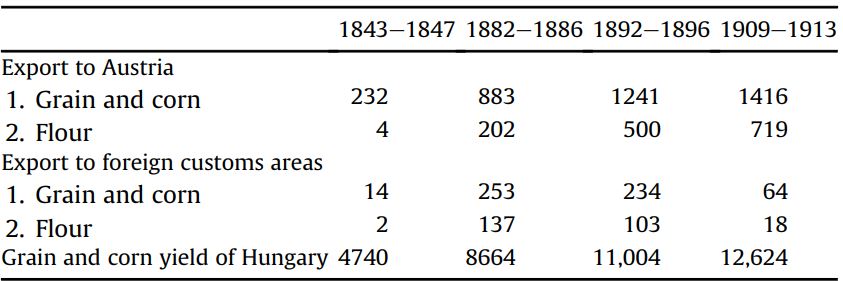 1843–1847 1882–1886 1892–1896 1909–1913
Export to Austria
1. Grain and corn 232 883 1241 1416
2. Flour 4 202 500 719
Export to foreign customs areas
1. Grain and corn 14 253 234 64
2. Flour 2 137 103 18
Grain and corn yield of Hungary 4740 8664 11,004 12,624